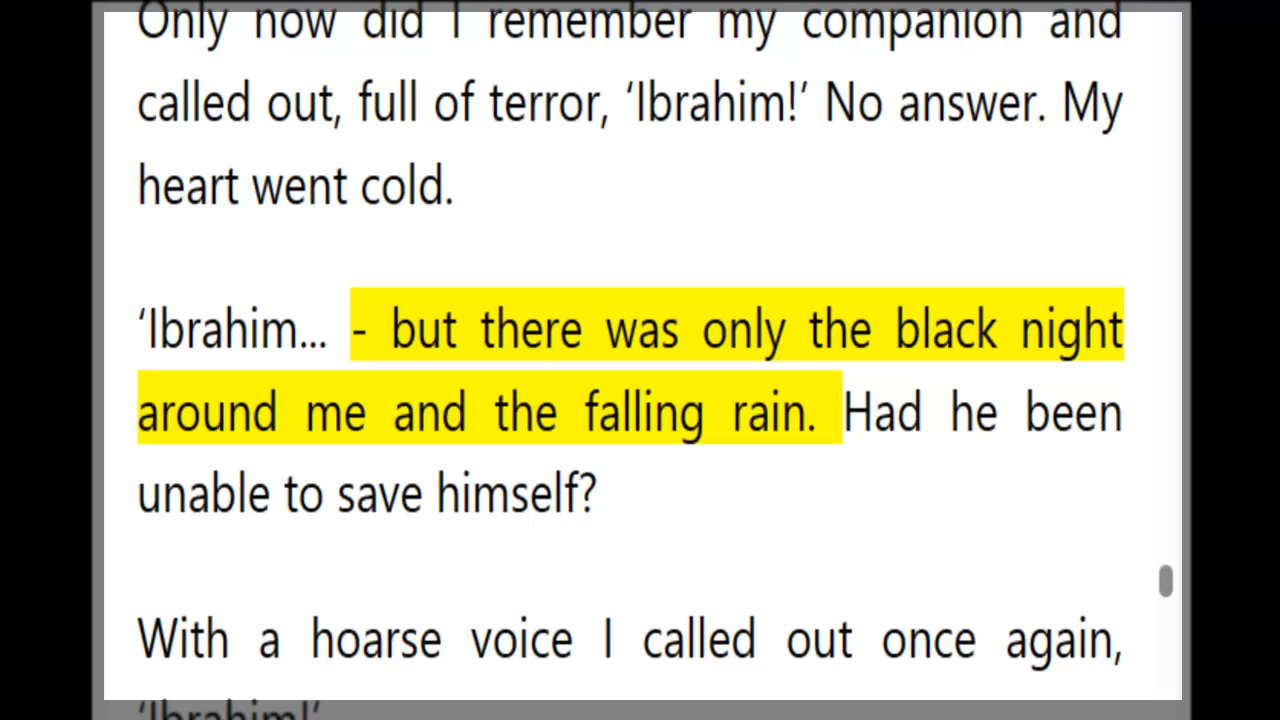 Only now did I remember my companion and
called out, full of terror, ‘Ibrahim!’ No answer. My
heart went cold.
‘Ibrahim... - but there was only the black night
around me and the falling rain. Had he been
unable to save himself?
With a hoarse voice I called out once again,
‘Ibrahim!’